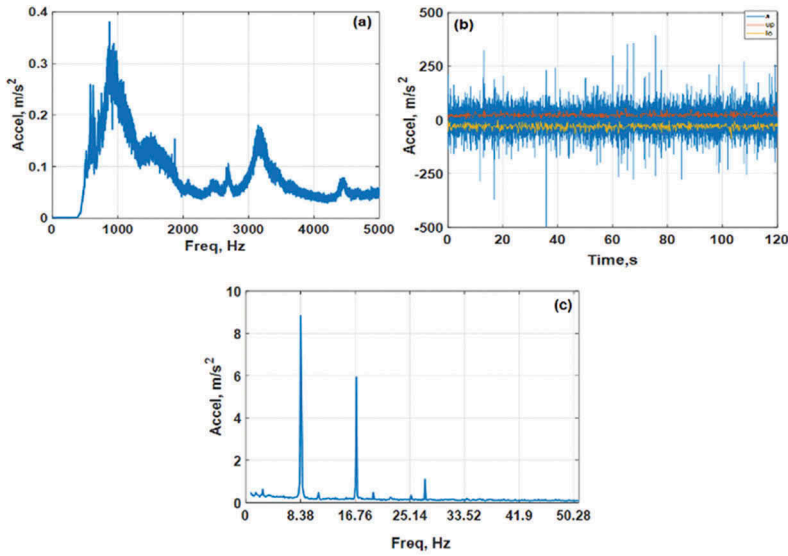 (a)
Accel, m/s²
0.4
0.3
0.2
0.1
0
0 1000 2000 3000 4000 5000
Freq, Hz
(b)
a
up
lo
Accel, m/s²
500
250
0
-250
-500
0 20 40 60 80 100 120
Time,s
(c)
Accel, m/s²
10
8
6
4
2
0
0 8.38 16.76 25.14 33.52 41.9 50.28
Freq, Hz